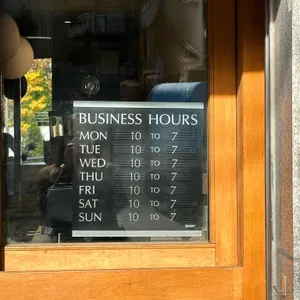 BUSINESS HOURS
MON 10 TO 7
TUE 10 TO 7
WED 10 TO 7
THU 10 TO 7
FRI 10 TO 7
SAT 10 TO 7
SUN 10 TO 7